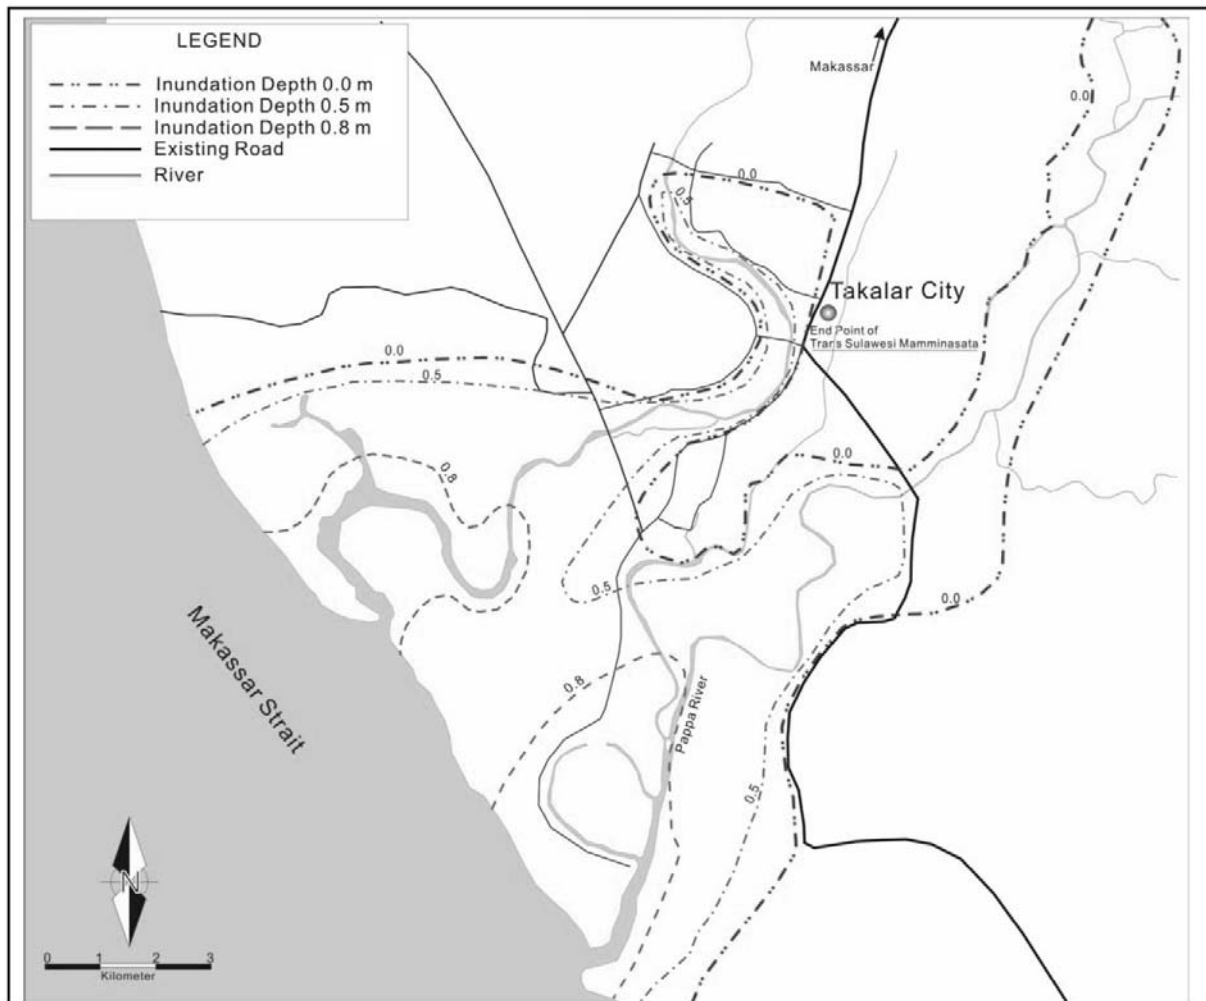 LEGEND
Inundation Depth 0.0 m
Inundation Depth 0.5 m
Inundation Depth 0.8 m
Existing Road
River
Makassar
0.0
0.0
0.5
Takalar City
End Point of
Trans Sulawesi Mamminasata
0.0
0.5
0.8
0.0
0.5
0.0
0.8
Makassar Strait
Pappa River
0.5
N
0 1 2 3
Kilometer